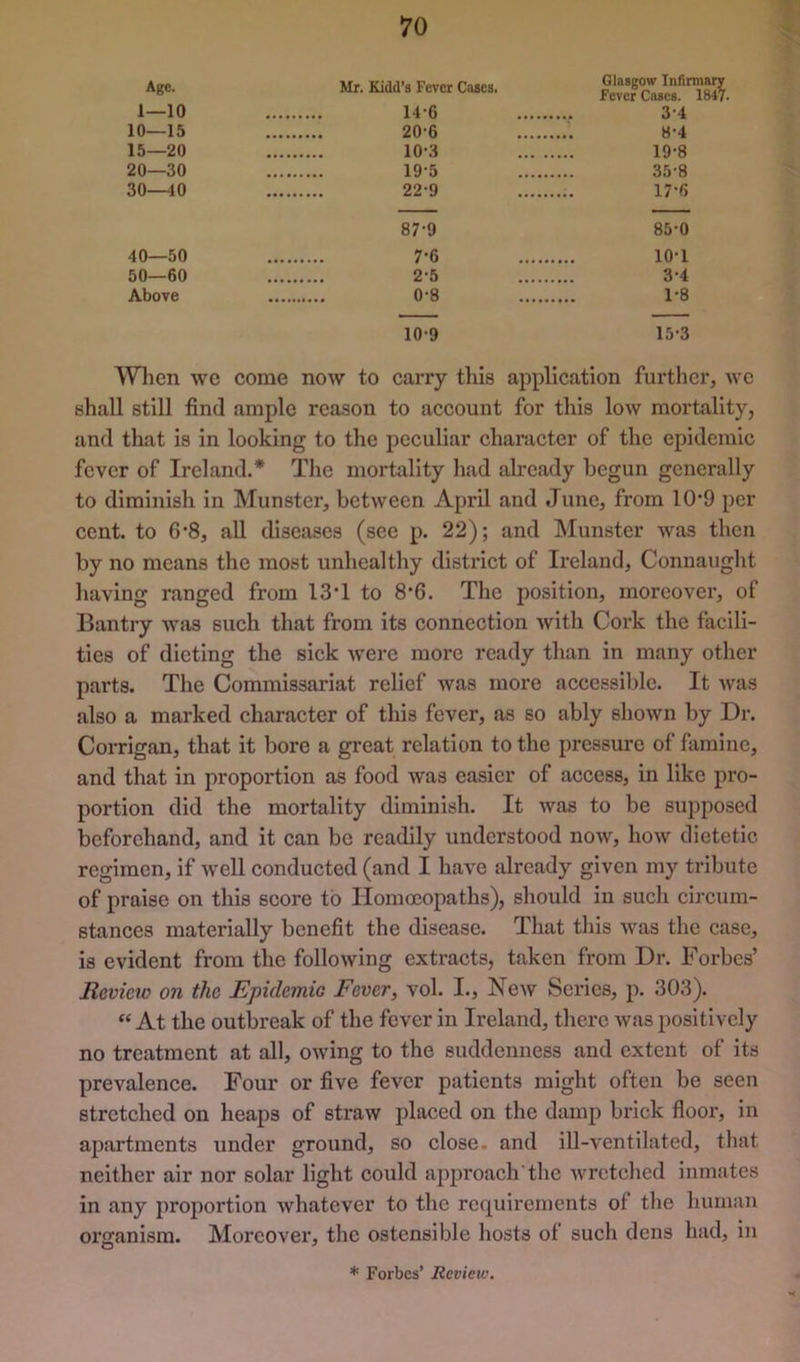 70
Age. Mr. Kidd's Fever Cases. Glasgow Infirmary Fever Cases. 1847.
1—10 ......... 14·6 ......... 3·4
10—15 ......... 20·6 ......... 8·4
15—20 ......... 10·3 ......... 19·8
20—30 ......... 19·5 ......... 35·8
30—40 ......... 22·9 ......... 17·6
87·9 85·0
40—50 ......... 7·6 ......... 10·1
50—60 ......... 2·5 ......... 3·4
Above ......... 0·8 ......... 1·8
10·9 15·3
When we come now to carry this application further, we
shall still find ample reason to account for this low mortality,
and that is in looking to the peculiar character of the epidemic
fever of Ireland.* The mortality had already begun generally
to diminish in Munster, between April and June, from 10·9 per
cent. to 6·8, all diseases (see p. 22); and Munster was then
by no means the most unhealthy district of Ireland, Connaught
having ranged from 13·1 to 8·6. The position, moreover, of
Bantry was such that from its connection with Cork the facili-
ties of dieting the sick were more ready than in many other
parts. The Commissariat relief was more accessible. It was
also a marked character of this fever, as so ably shown by Dr.
Corrigan, that it bore a great relation to the pressure of famine,
and that in proportion as food was easier of access, in like pro-
portion did the mortality diminish. It was to be supposed
beforehand, and it can be readily understood now, how dietetic
regimen, if well conducted (and I have already given my tribute
of praise on this score to Homœopaths), should in such circum-
stances materially benefit the disease. That this was the case,
is evident from the following extracts, taken from Dr. Forbes'
Review on the Epidemic Fever, vol. I., New Series, p. 303).
“ At the outbreak of the fever in Ireland, there was positively
no treatment at all, owing to the suddenness and extent of its
prevalence. Four or five fever patients might often be seen
stretched on heaps of straw placed on the damp brick floor, in
apartments under ground, so close and ill-ventilated, that
neither air nor solar light could approach the wretched inmates
in any proportion whatever to the requirements of the human
organism. Moreover, the ostensible hosts of such dens had, in
* Forbes' Review.